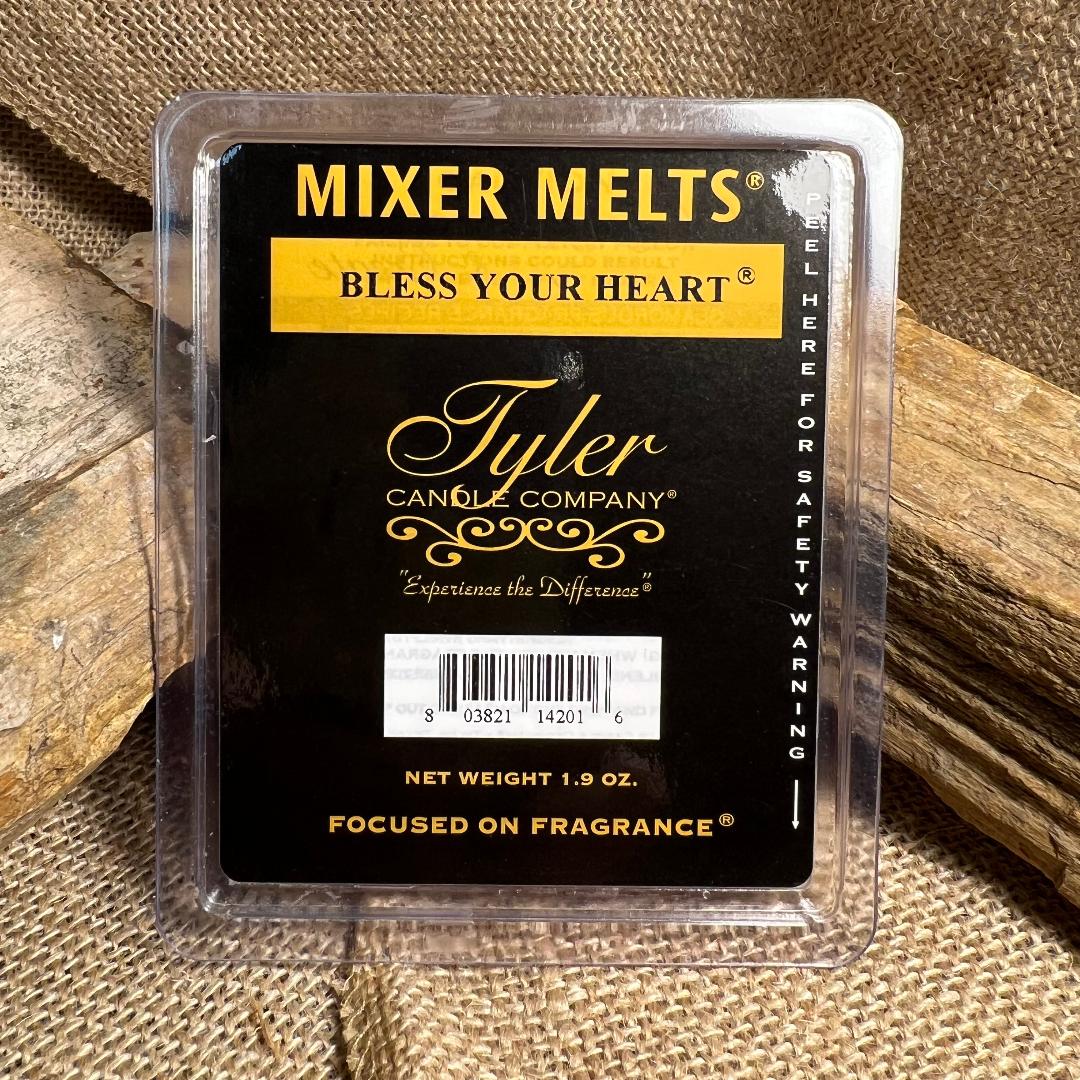 MIXER MELTS®
BLESS YOUR HEART®
Tyler
CANDLE COMPANY®
"Experience the Difference"®
8 03821 14201 6
NET WEIGHT 1.9 OZ.
FOCUSED ON FRAGRANCE®
PEEL HERE FOR SAFETY WARNING